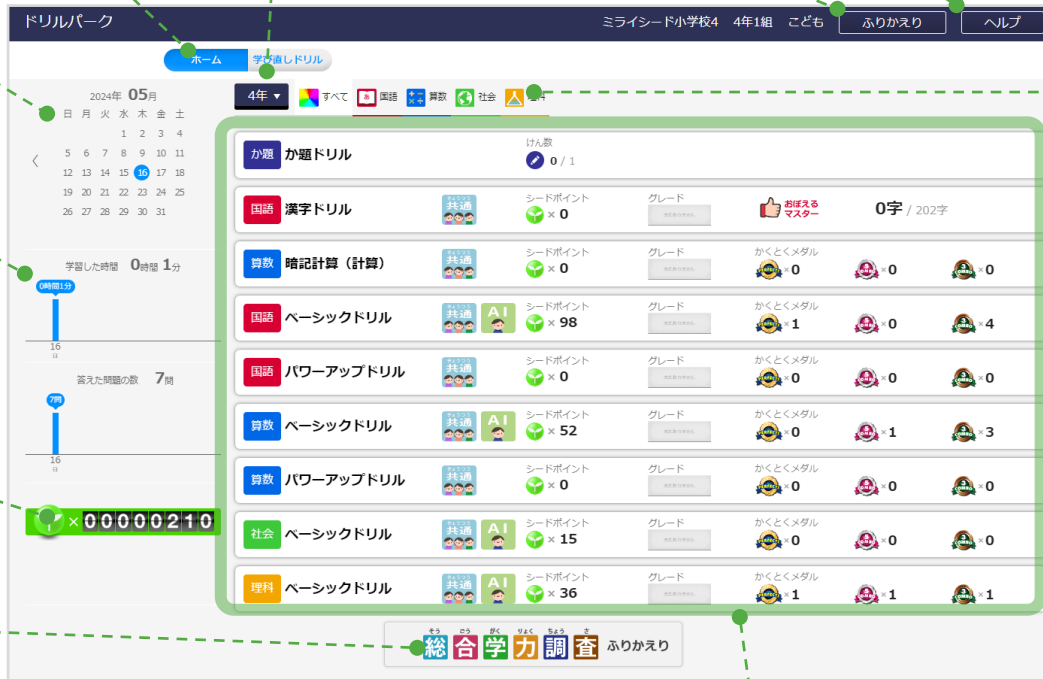 ドリルパーク ミライシード小学校4 4年1組 こども ふりかえり ヘルプ
ホーム 学び直しドリル
4年 すべて 国語 算数 社会
2024年 05月
日 月 火 水 木 金 土
1 2 3 4
5 6 7 8 9 10 11
12 13 14 15 16 17 18
19 20 21 22 23 24 25
26 27 28 29 30 31
学習した時間 0時間 1分
0時間1分
16
日
答えた問題の数 7問
7問
16
日
× 00000210
か題 か題ドリル けん数 0 / 1
国語 漢字ドリル 共通 シードポイント × 0 グレード おぼえるマスター 0字 / 202字
算数 暗記計算（計算） 共通 シードポイント × 0 グレード かくとくメダル × 0 × 0 × 0
国語 ベーシックドリル 共通 AI シードポイント × 98 グレード かくとくメダル × 1 × 0 × 4
国語 パワーアップドリル 共通 シードポイント × 0 グレード かくとくメダル × 0 × 0 × 0
算数 ベーシックドリル 共通 AI シードポイント × 52 グレード かくとくメダル × 0 × 1 × 3
算数 パワーアップドリル 共通 シードポイント × 0 グレード かくとくメダル × 0 × 0 × 0
社会 ベーシックドリル 共通 AI シードポイント × 15 グレード かくとくメダル × 0 × 0 × 0
理科 ベーシックドリル 共通 AI シードポイント × 36 グレード かくとくメダル × 1 × 1 × 1
そう ごう がく りょく ちょう さ
総合学力調査 ふりかえり